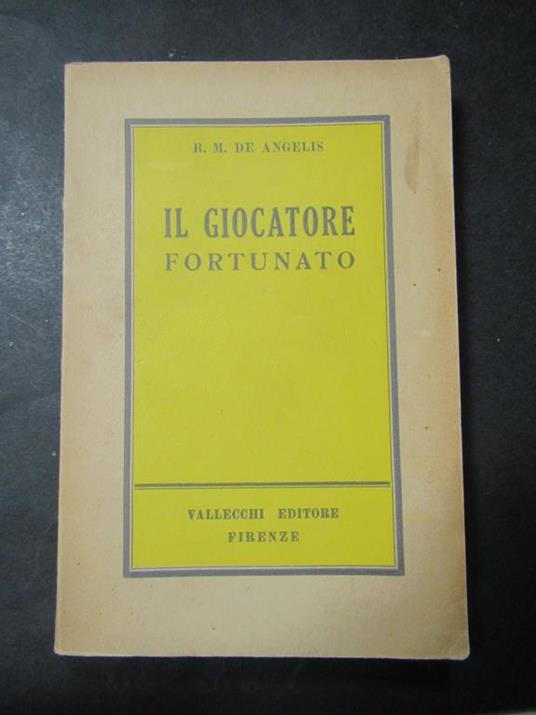 R. M. DE ANGELIS
IL GIOCATORE
FORTUNATO
VALLECCHI EDITORE
FIRENZE